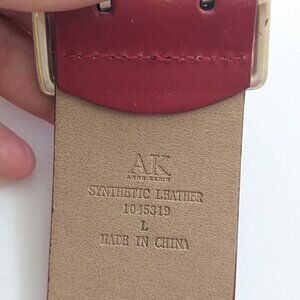 AK
ANNE KLEIN
SYNTHETIC LEATHER
1045319
L
MADE IN CHINA